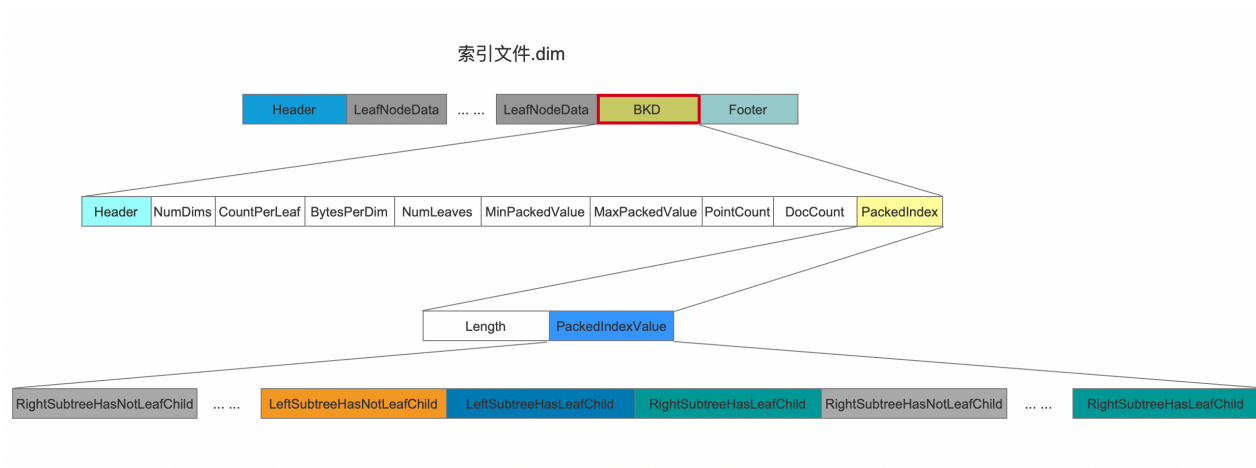 索引文件.dim
Header LeafNodeData ... ... LeafNodeData BKD Footer
Header NumDims CountPerLeaf BytesPerDim NumLeaves MinPackedValue MaxPackedValue PointCount DocCount PackedIndex
Length PackedIndexValue
RightSubtreeHasNotLeafChild ... ... LeftSubtreeHasNotLeafChild LeftSubtreeHasLeafChild RightSubtreeHasLeafChild RightSubtreeHasNotLeafChild ... ... RightSubtreeHasLeafChild